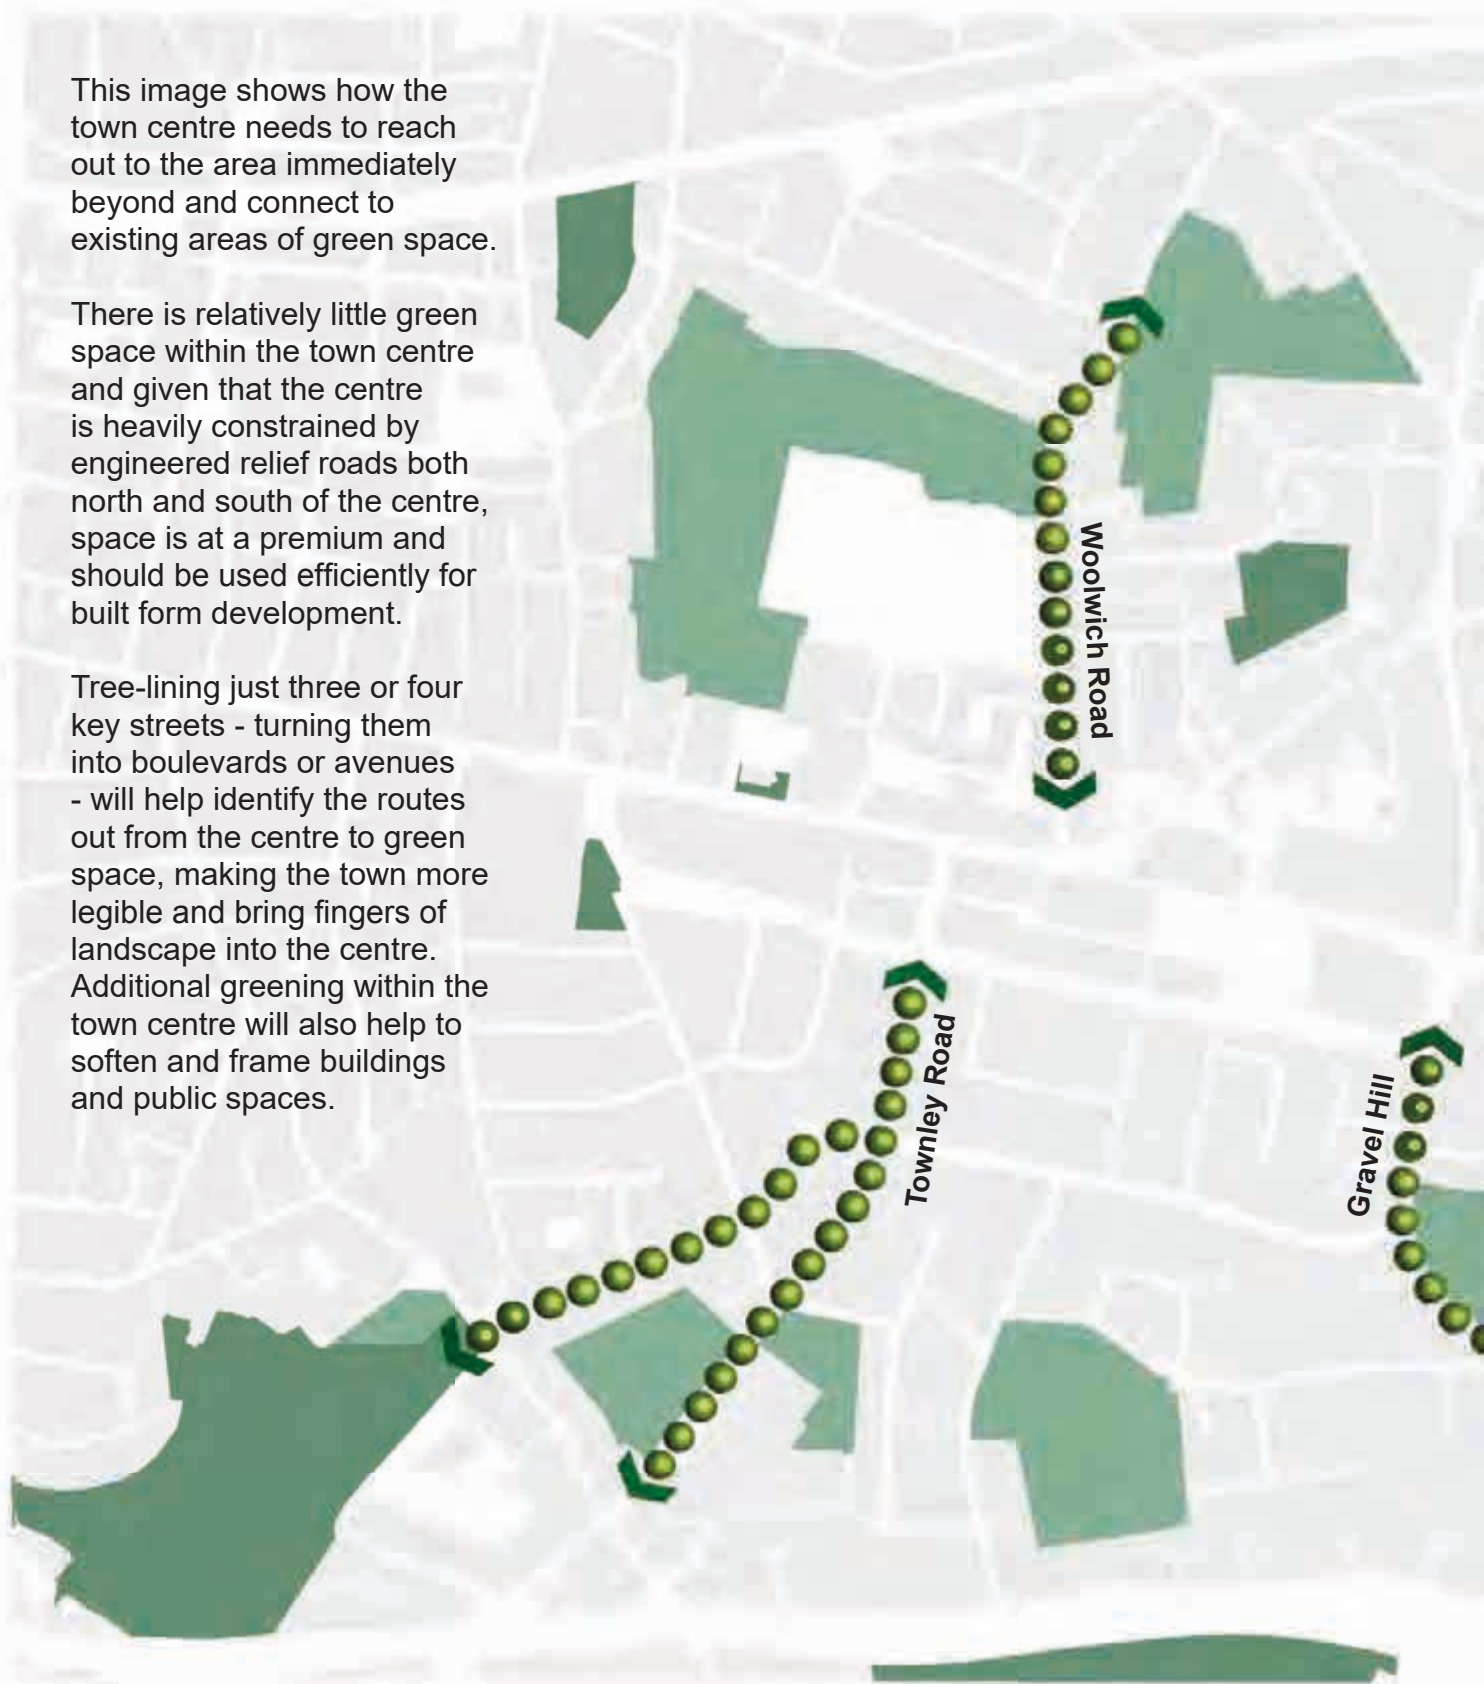 This image shows how the
town centre needs to reach
out to the area immediately
beyond and connect to
existing areas of green space.
There is relatively little green
space within the town centre
and given that the centre
is heavily constrained by
engineered relief roads both
north and south of the centre,
space is at a premium and
should be used efficiently for
built form development.
Tree-lining just three or four
key streets - turning them
into boulevards or avenues
- will help identify the routes
out from the centre to green
space, making the town more
legible and bring fingers of
landscape into the centre.
Additional greening within the
town centre will also help to
soften and frame buildings
and public spaces.
Woolwich Road
Townley Road
Gravel Hill